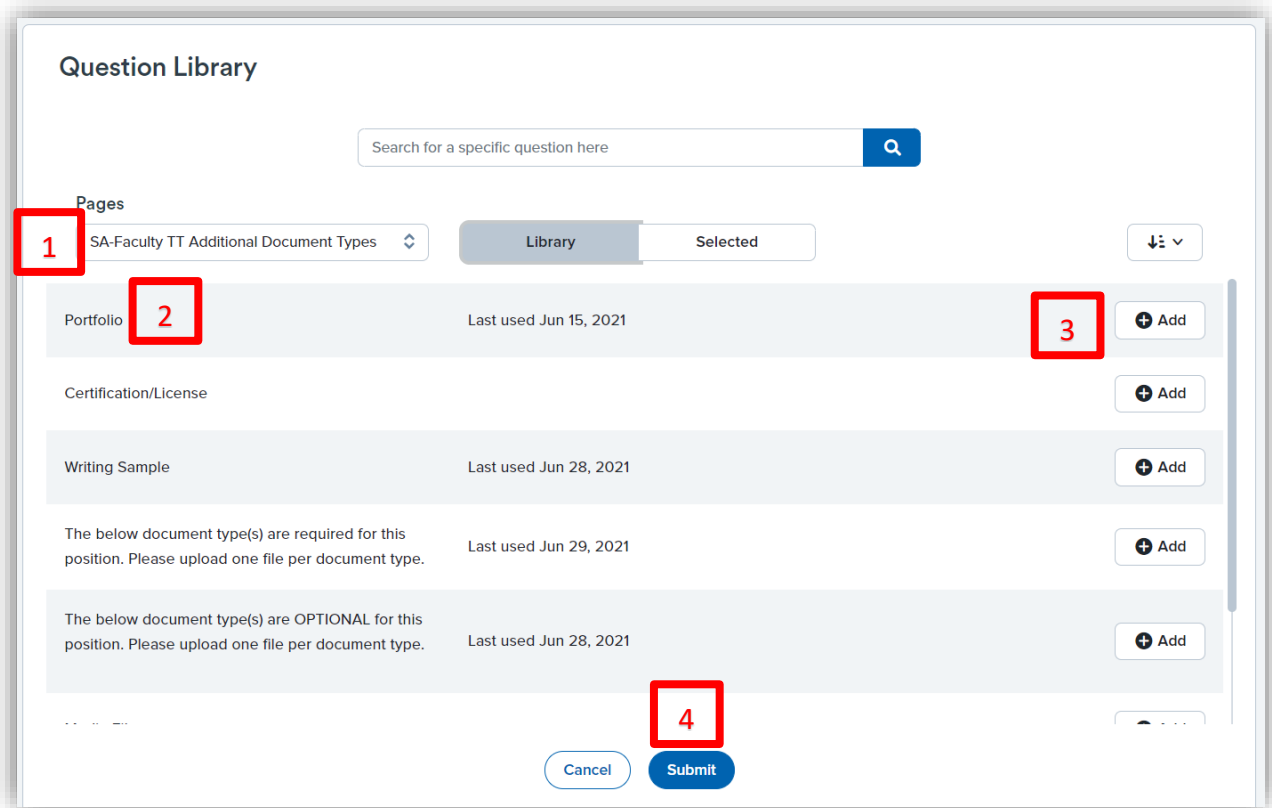 Question Library
Search for a specific question here
Pages
1
SA-Faculty TT Additional Document Types
Library
Selected
Portfolio
2
Last used Jun 15, 2021
3
Add
Certification/License
Add
Writing Sample
Last used Jun 28, 2021
Add
The below document type(s) are required for this
position. Please upload one file per document type.
Last used Jun 29, 2021
Add
The below document type(s) are OPTIONAL for this
position. Please upload one file per document type.
Last used Jun 28, 2021
Add
4
Cancel
Submit